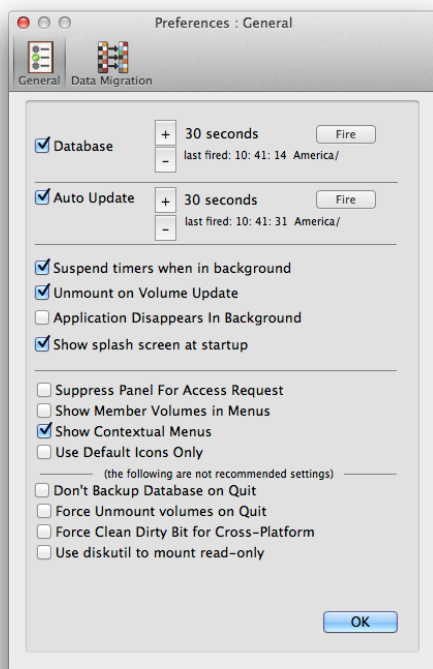 Preferences : General
General Data Migration
Database + 30 seconds Fire
- last fired: 10: 41: 14 America/
Auto Update + 30 seconds Fire
- last fired: 10: 41: 31 America/
Suspend timers when in background
Unmount on Volume Update
Application Disappears In Background
Show splash screen at startup
Suppress Panel For Access Request
Show Member Volumes in Menus
Show Contextual Menus
Use Default Icons Only
(the following are not recommended settings)
Don't Backup Database on Quit
Force Unmount volumes on Quit
Force Clean Dirty Bit for Cross-Platform
Use diskutil to mount read-only
OK